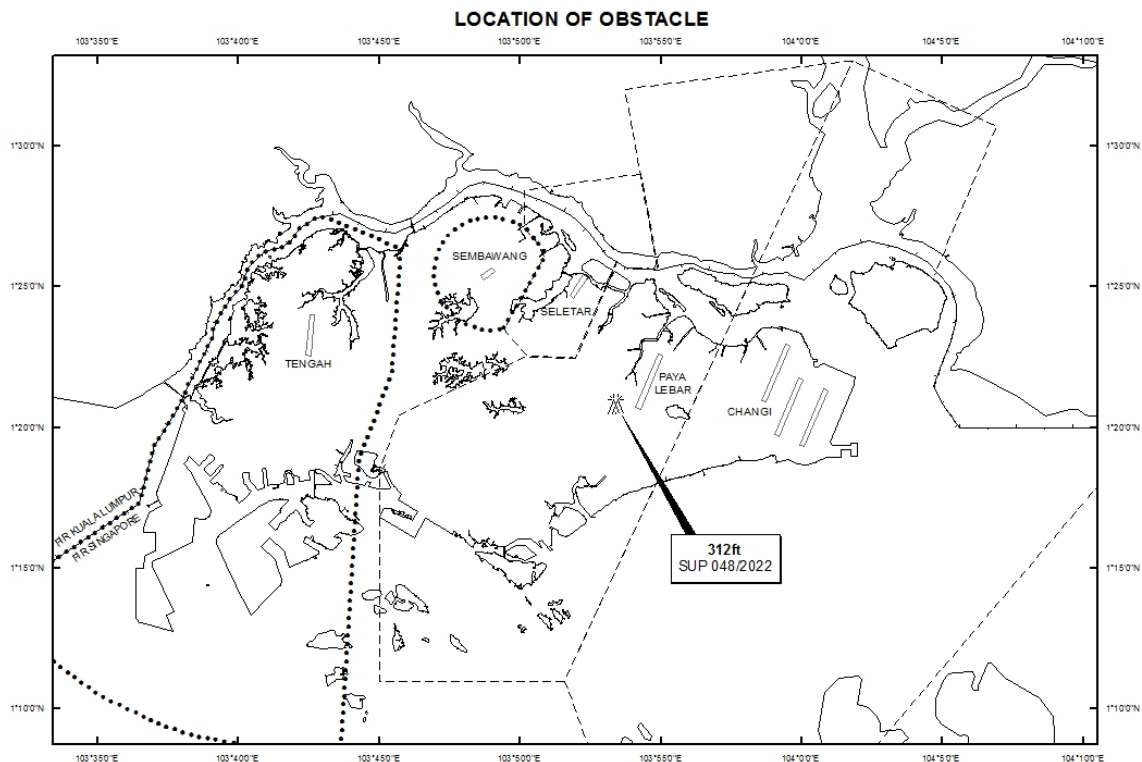 LOCATION OF OBSTACLE
103°35'0"E 103°40'0"E 103°45'0"E 103°50'0"E 103°55'0"E 104°0'0"E 104°5'0"E 104°10'0"E
1°30'0"N 1°30'0"N
SEMBAWANG
1°25'0"N 1°25'0"N
SELETAR
TENGAH
PAYA
LEBAR
CHANGI
1°20'0"N 1°20'0"N
FIR KUALA LUMPUR
FIR SINGAPORE
312ft
SUP 048/2022
1°15'0"N 1°15'0"N
1°10'0"N 1°10'0"N
103°35'0"E 103°40'0"E 103°45'0"E 103°50'0"E 103°55'0"E 104°0'0"E 104°5'0"E 104°10'0"E